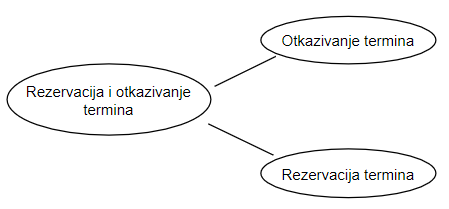 Otkazivanje termina
Rezervacija i otkazivanje
termina
Rezervacija termina